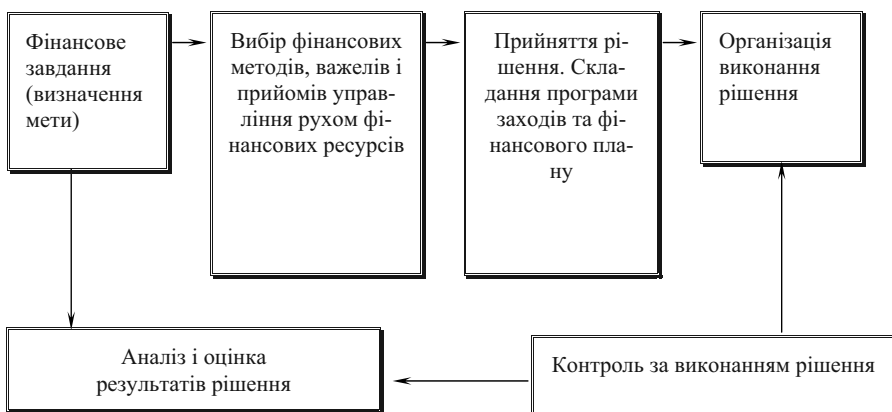 Фінансове
завдання
(визначення
мети)
Вибір фінансових
методів, важелів і
прийомів управ-
ління рухом фі-
нансових ресурсів
Прийняття рі-
шення. Скла-
дання програми
заходів та фі-
нансового пла-
ну
Організація
виконання
рішення
Аналіз і оцінка
результатів рішення
Контроль за виконанням рішення